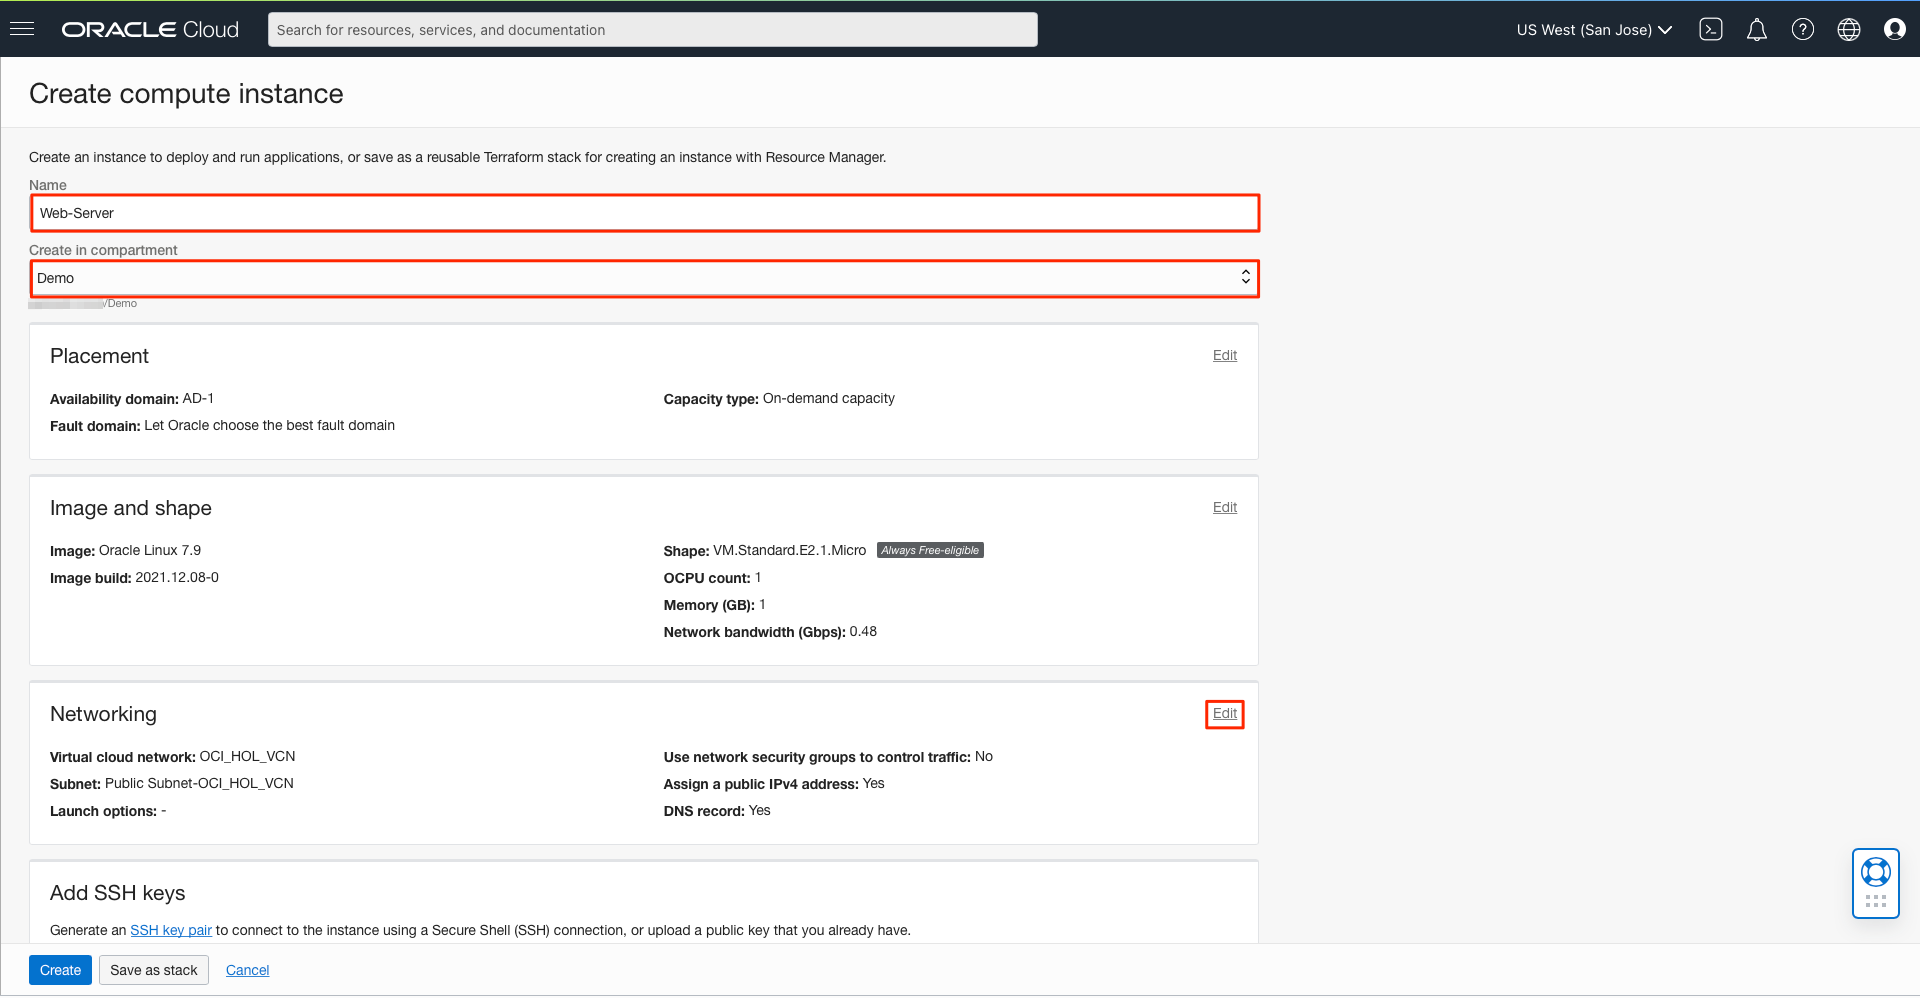 ORACLE Cloud
Search for resources, services, and documentation
US West (San Jose)
Create compute instance
Create an instance to deploy and run applications, or save as a reusable Terraform stack for creating an instance with Resource Manager.
Name
Web-Server
Create in compartment
Demo
/Demo
Placement
Edit
Availability domain: AD-1
Capacity type: On-demand capacity
Fault domain: Let Oracle choose the best fault domain
Image and shape
Edit
Image: Oracle Linux 7.9
Image build: 2021.12.08-0
Shape: VM.Standard.E2.1.Micro Always Free-eligible
OCPU count: 1
Memory (GB): 1
Network bandwidth (Gbps): 0.48
Networking
Edit
Virtual cloud network: OCI_HOL_VCN
Subnet: Public Subnet-OCI_HOL_VCN
Launch options: -
Use network security groups to control traffic: No
Assign a public IPv4 address: Yes
DNS record: Yes
Add SSH keys
Generate an SSH key pair to connect to the instance using a Secure Shell (SSH) connection, or upload a public key that you already have.
Create
Save as stack
Cancel